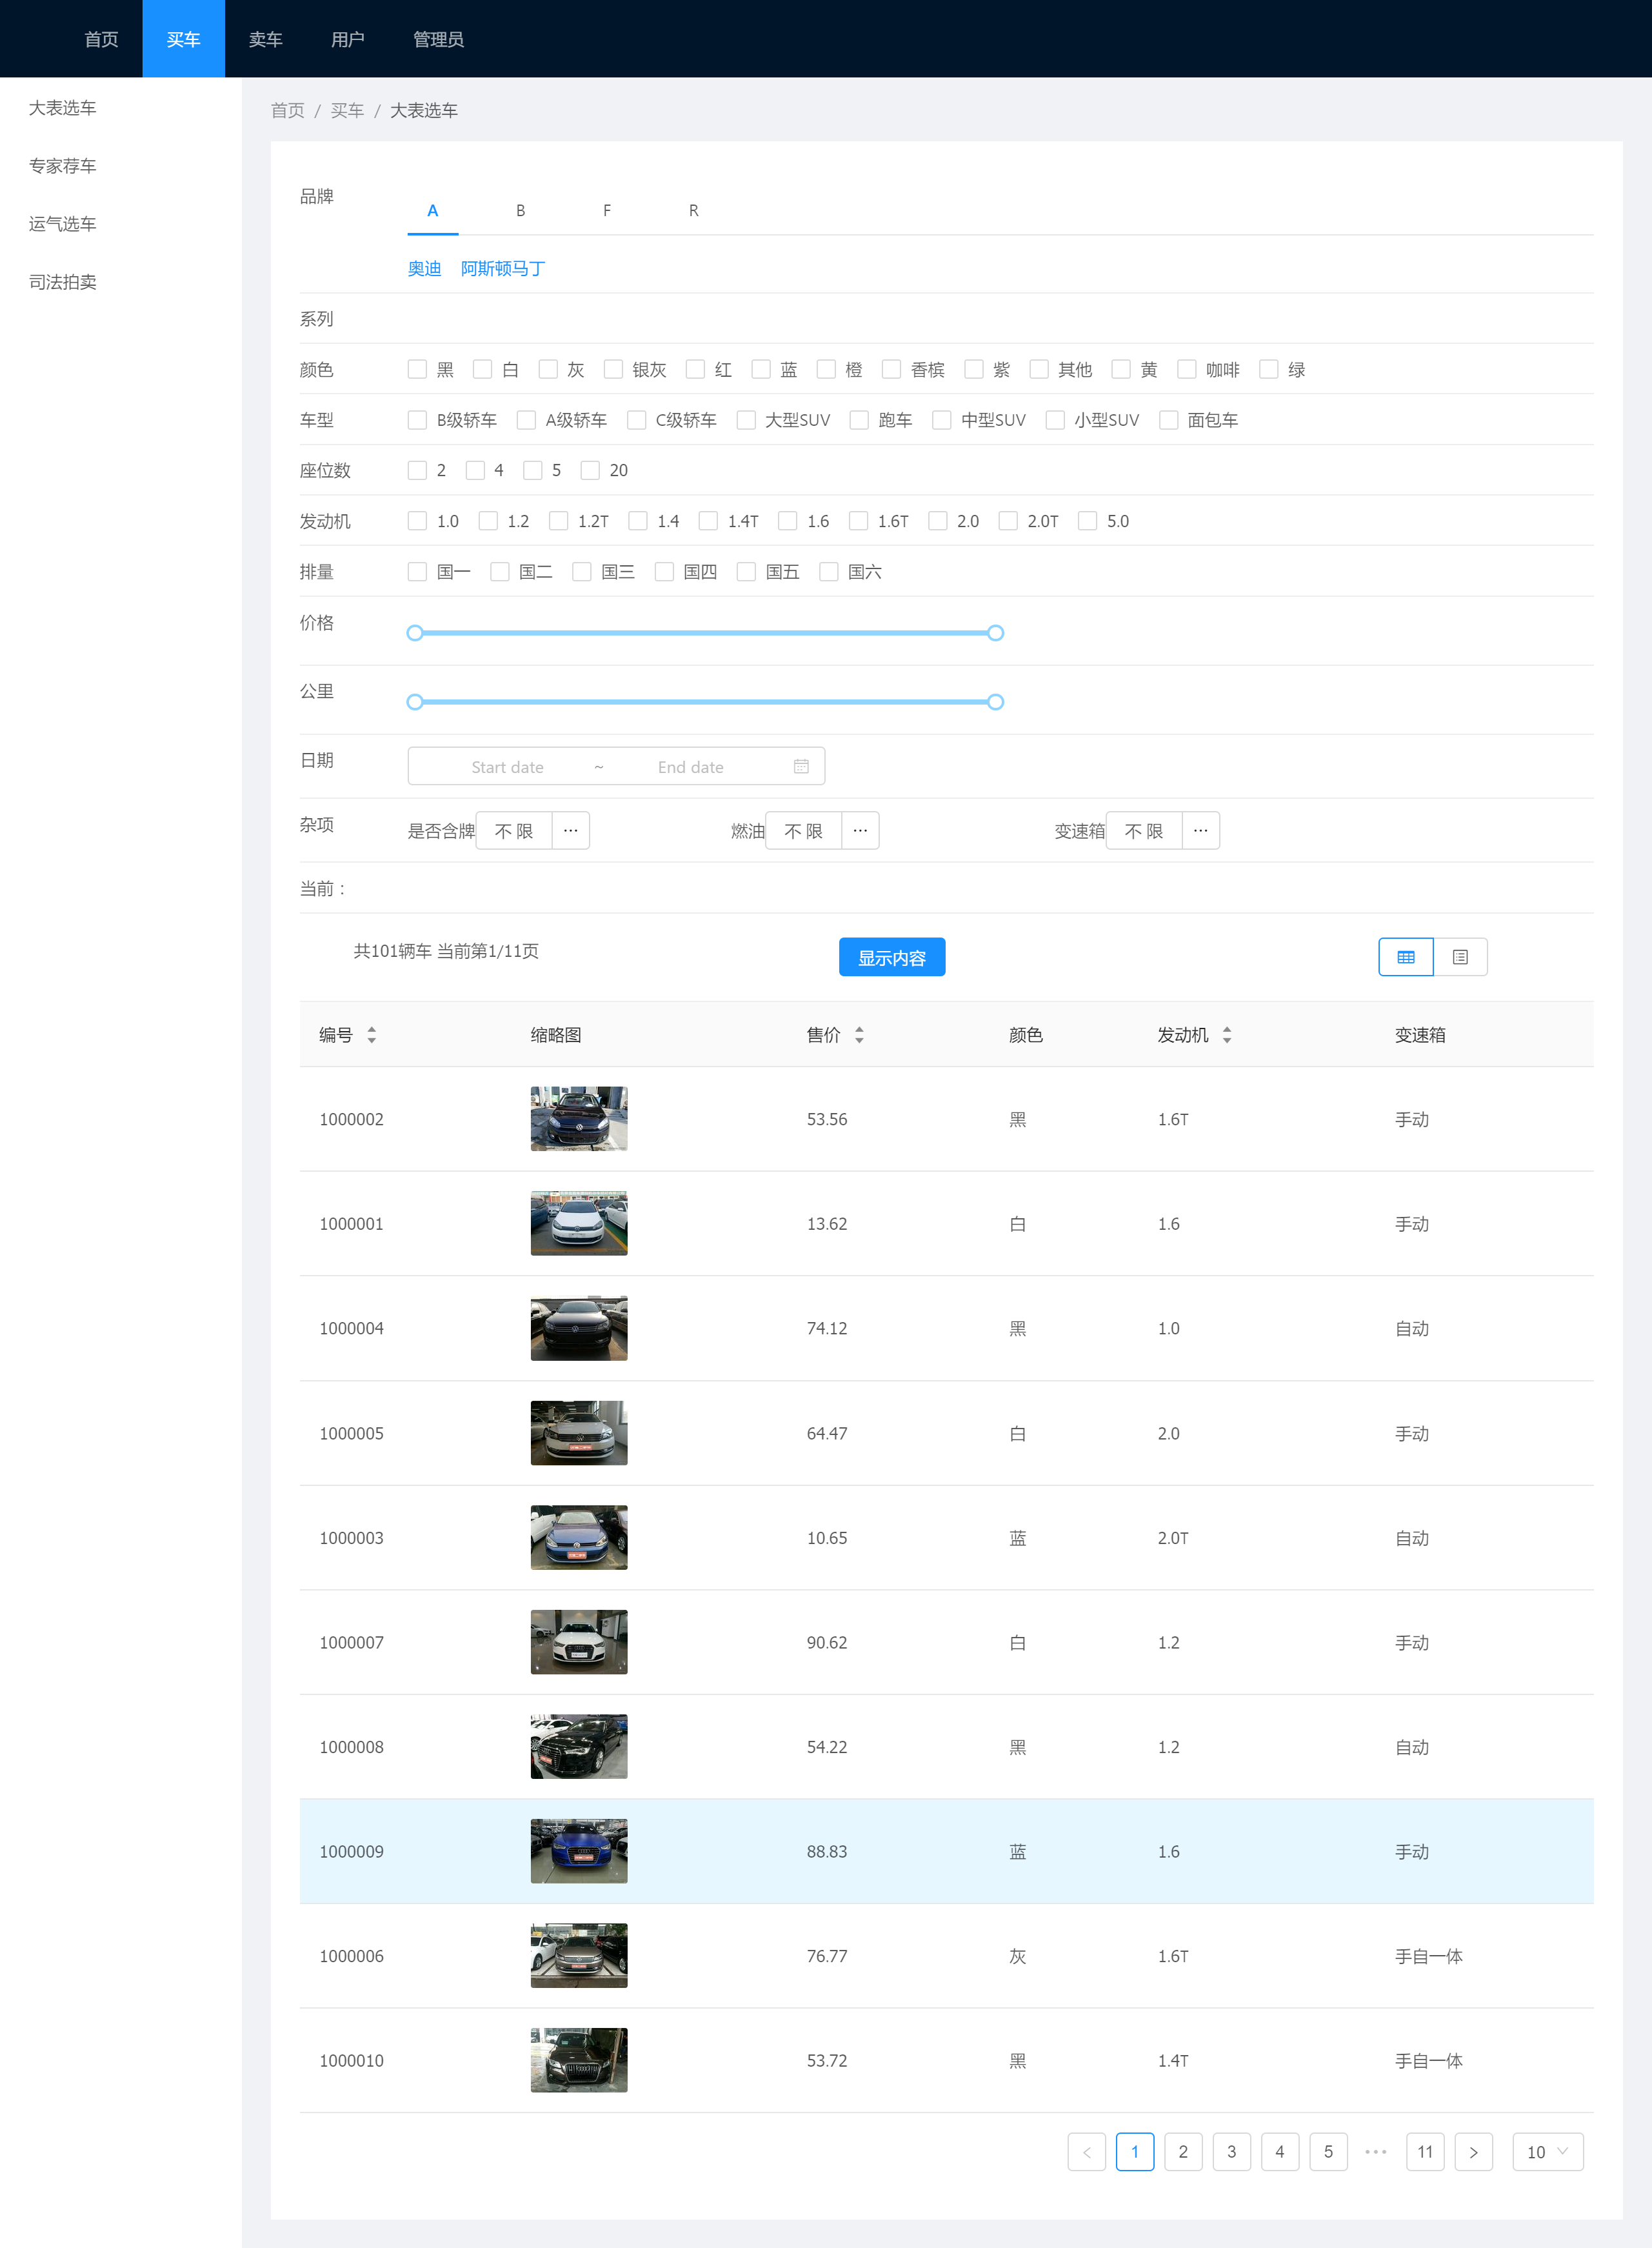 首页 买车 卖车 用户 管理员
大表选车
专家荐车
运气选车
司法拍卖
首页 / 买车 / 大表选车
品牌
A B F R
奥迪 阿斯顿马丁
系列
颜色 黑 白 灰 银灰 红 蓝 橙 香槟 紫 其他 黄 咖啡 绿
车型 B级轿车 A级轿车 C级轿车 大型SUV 跑车 中型SUV 小型SUV 面包车
座位数 2 4 5 20
发动机 1.0 1.2 1.2T 1.4 1.4T 1.6 1.6T 2.0 2.0T 5.0
排量 国一 国二 国三 国四 国五 国六
价格
公里
日期 Start date ~ End date
杂项 是否含牌 不 限 ··· 燃油 不 限 ··· 变速箱 不 限 ···
当前：
共101辆车 当前第1/11页 显示内容
编号 缩略图 售价 颜色 发动机 变速箱
1000002 53.56 黑 1.6T 手动
1000001 13.62 白 1.6 手动
1000004 74.12 黑 1.0 自动
1000005 64.47 白 2.0 手动
1000003 10.65 蓝 2.0T 自动
1000007 90.62 白 1.2 手动
1000008 54.22 黑 1.2 自动
1000009 88.83 蓝 1.6 手动
1000006 76.77 灰 1.6T 手自一体
1000010 53.72 黑 1.4T 手自一体
< 1 2 3 4 5 ••• 11 > 10